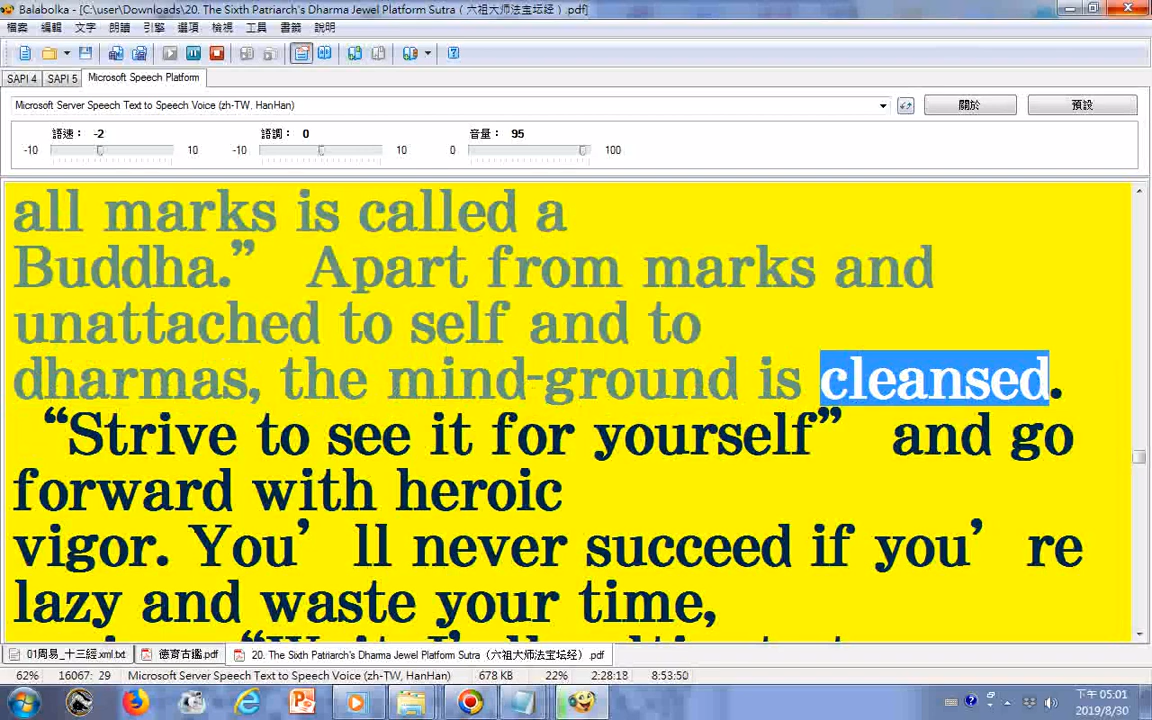 Balabolka - [C:\user\Downloads\20. The Sixth Patriarch's Dharma Jewel Platform Sutra（六祖大师法宝坛经）.pdf]
檔案 編輯 文字 朗讀 引擎 選項 檢視 工具 書籤 說明
SAPI 4 SAPI 5 Microsoft Speech Platform
Microsoft Server Speech Text to Speech Voice (zh-TW, HanHan) 關於 預設
語速： -2 語調： 0 音量： 95
-10 10 -10 10 0 100
all marks is called a
Buddha.” Apart from marks and
unattached to self and to
dharmas, the mind-ground is cleansed.
“Strive to see it for yourself” and go
forward with heroic
vigor. You’ll never succeed if you’re
lazy and waste your time,
01周易_十三經.xml.txt 德育古鑑.pdf 20. The Sixth Patriarch's Dharma Jewel Platform Sutra（六祖大师法宝坛经）.pdf
62% 16067: 29 Microsoft Server Speech Text to Speech Voice (zh-TW, HanHan) 678 KB 22% 2:28:18 8:53:50
下午 05:01
2019/8/30